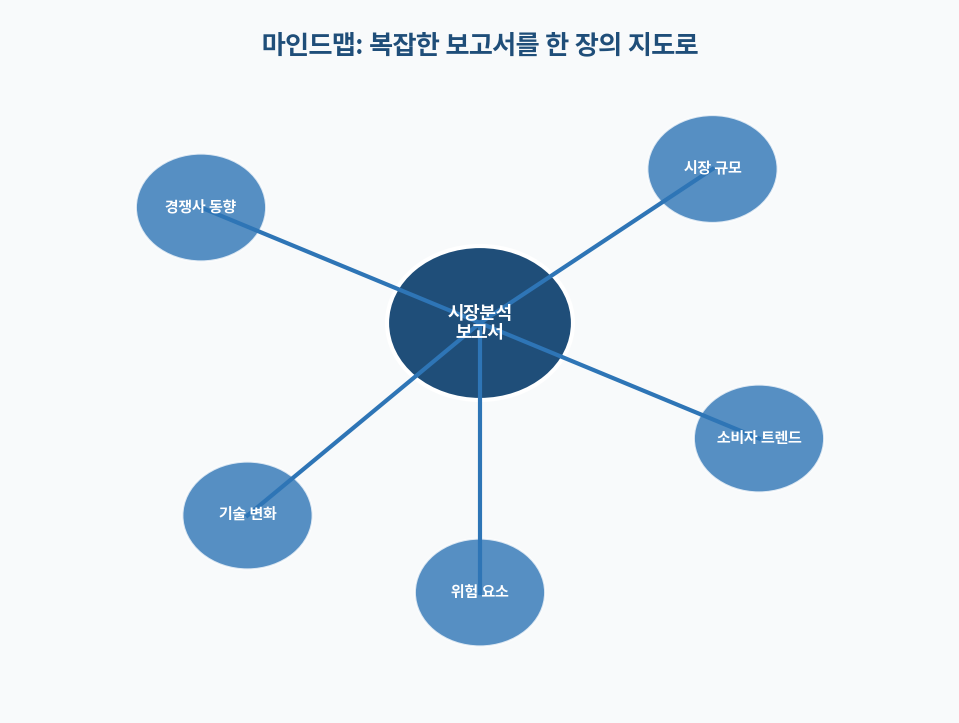 마인드맵: 복잡한 보고서를 한 장의 지도로
시장 규모
경쟁사 동향
시장분석
보고서
소비자 트렌드
기술 변화
위험 요소